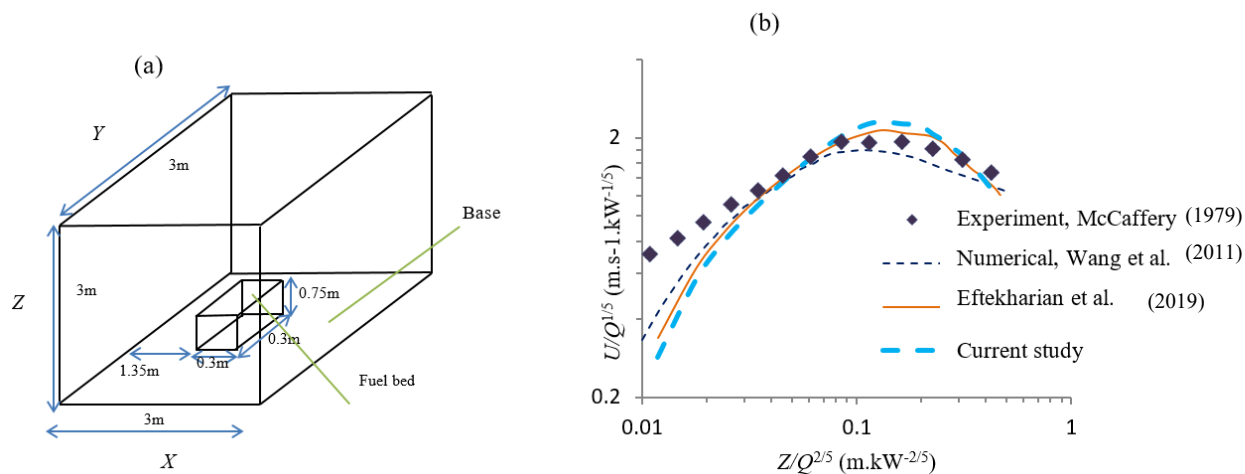 (a)
Y
3m
Z
3m
0.75m
0.3m
0.3m
1.35m
3m
X
Base
Fuel bed
(b)
2
0.2
U/Q^1/5 (m.s-1.kW^-1/5)
0.01
0.1
1
Z/Q^2/5 (m.kW^-2/5)
Experiment, McCaffery (1979)
Numerical, Wang et al. (2011)
Eftekharian et al. (2019)
Current study